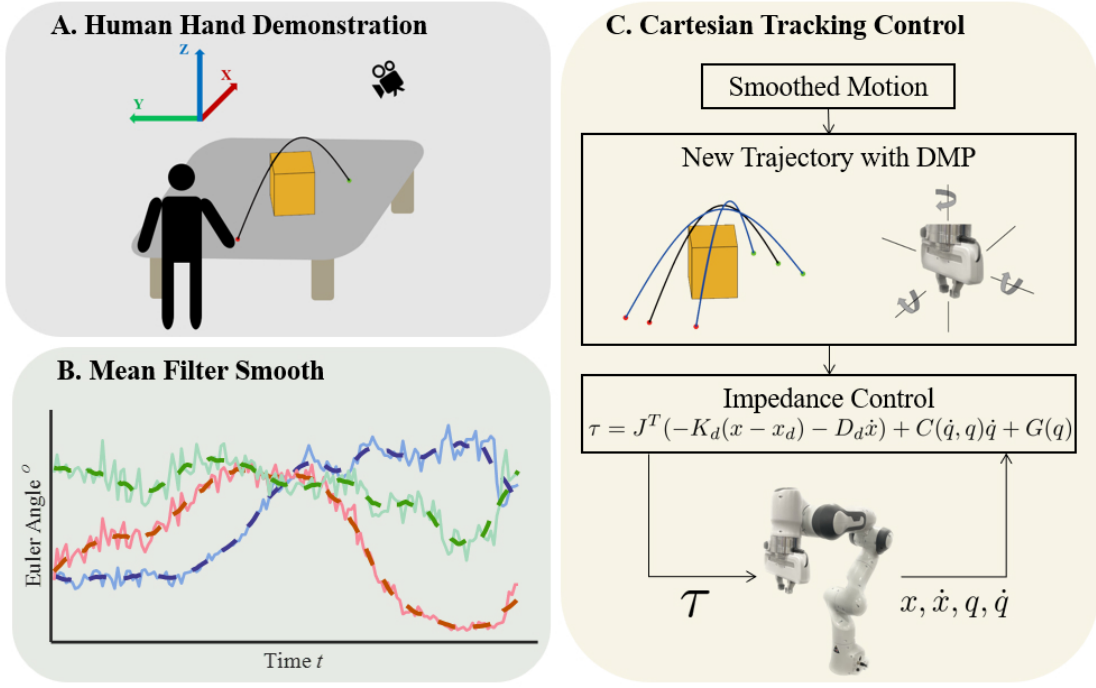 A. Human Hand Demonstration
Z
X
Y
B. Mean Filter Smooth
Euler Angle °
Time t
C. Cartesian Tracking Control
Smoothed Motion
New Trajectory with DMP
Impedance Control
τ = J^T(−K_d(x − x_d) − D_dẋ) + C(q̇, q)q̇ + G(q)
τ
x, ẋ, q, q̇